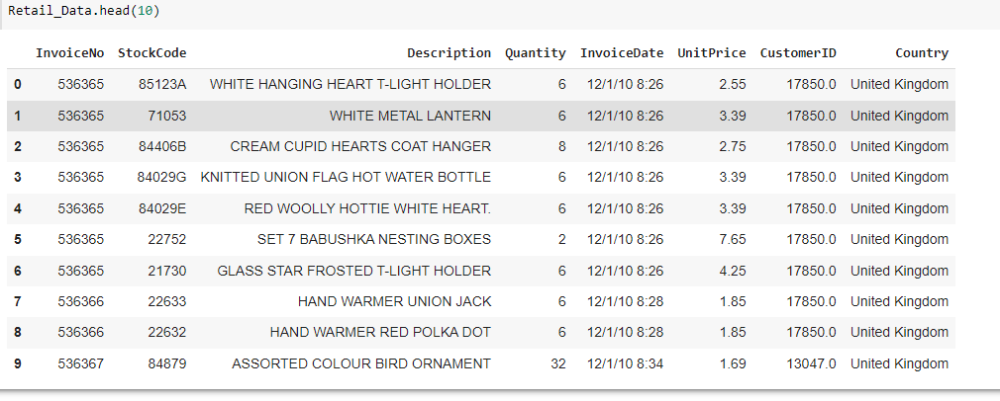 Retail_Data.head(10)
InvoiceNo StockCode Description Quantity InvoiceDate UnitPrice CustomerID Country
0 536365 85123A WHITE HANGING HEART T-LIGHT HOLDER 6 12/1/10 8:26 2.55 17850.0 United Kingdom
1 536365 71053 WHITE METAL LANTERN 6 12/1/10 8:26 3.39 17850.0 United Kingdom
2 536365 84406B CREAM CUPID HEARTS COAT HANGER 8 12/1/10 8:26 2.75 17850.0 United Kingdom
3 536365 84029G KNITTED UNION FLAG HOT WATER BOTTLE 6 12/1/10 8:26 3.39 17850.0 United Kingdom
4 536365 84029E RED WOOLLY HOTTIE WHITE HEART. 6 12/1/10 8:26 3.39 17850.0 United Kingdom
5 536365 22752 SET 7 BABUSHKA NESTING BOXES 2 12/1/10 8:26 7.65 17850.0 United Kingdom
6 536365 21730 GLASS STAR FROSTED T-LIGHT HOLDER 6 12/1/10 8:26 4.25 17850.0 United Kingdom
7 536366 22633 HAND WARMER UNION JACK 6 12/1/10 8:28 1.85 17850.0 United Kingdom
8 536366 22632 HAND WARMER RED POLKA DOT 6 12/1/10 8:28 1.85 17850.0 United Kingdom
9 536367 84879 ASSORTED COLOUR BIRD ORNAMENT 32 12/1/10 8:34 1.69 13047.0 United Kingdom